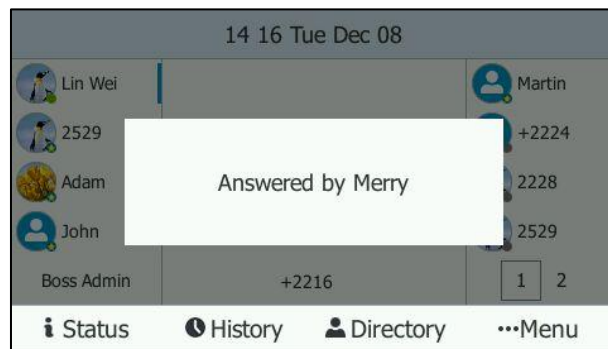 14 16 Tue Dec 08
Lin Wei
Martin
2529
+2224
Answered by Merry
Adam
2228
John
2529
Boss Admin
+2216
1 2
Status History Directory Menu